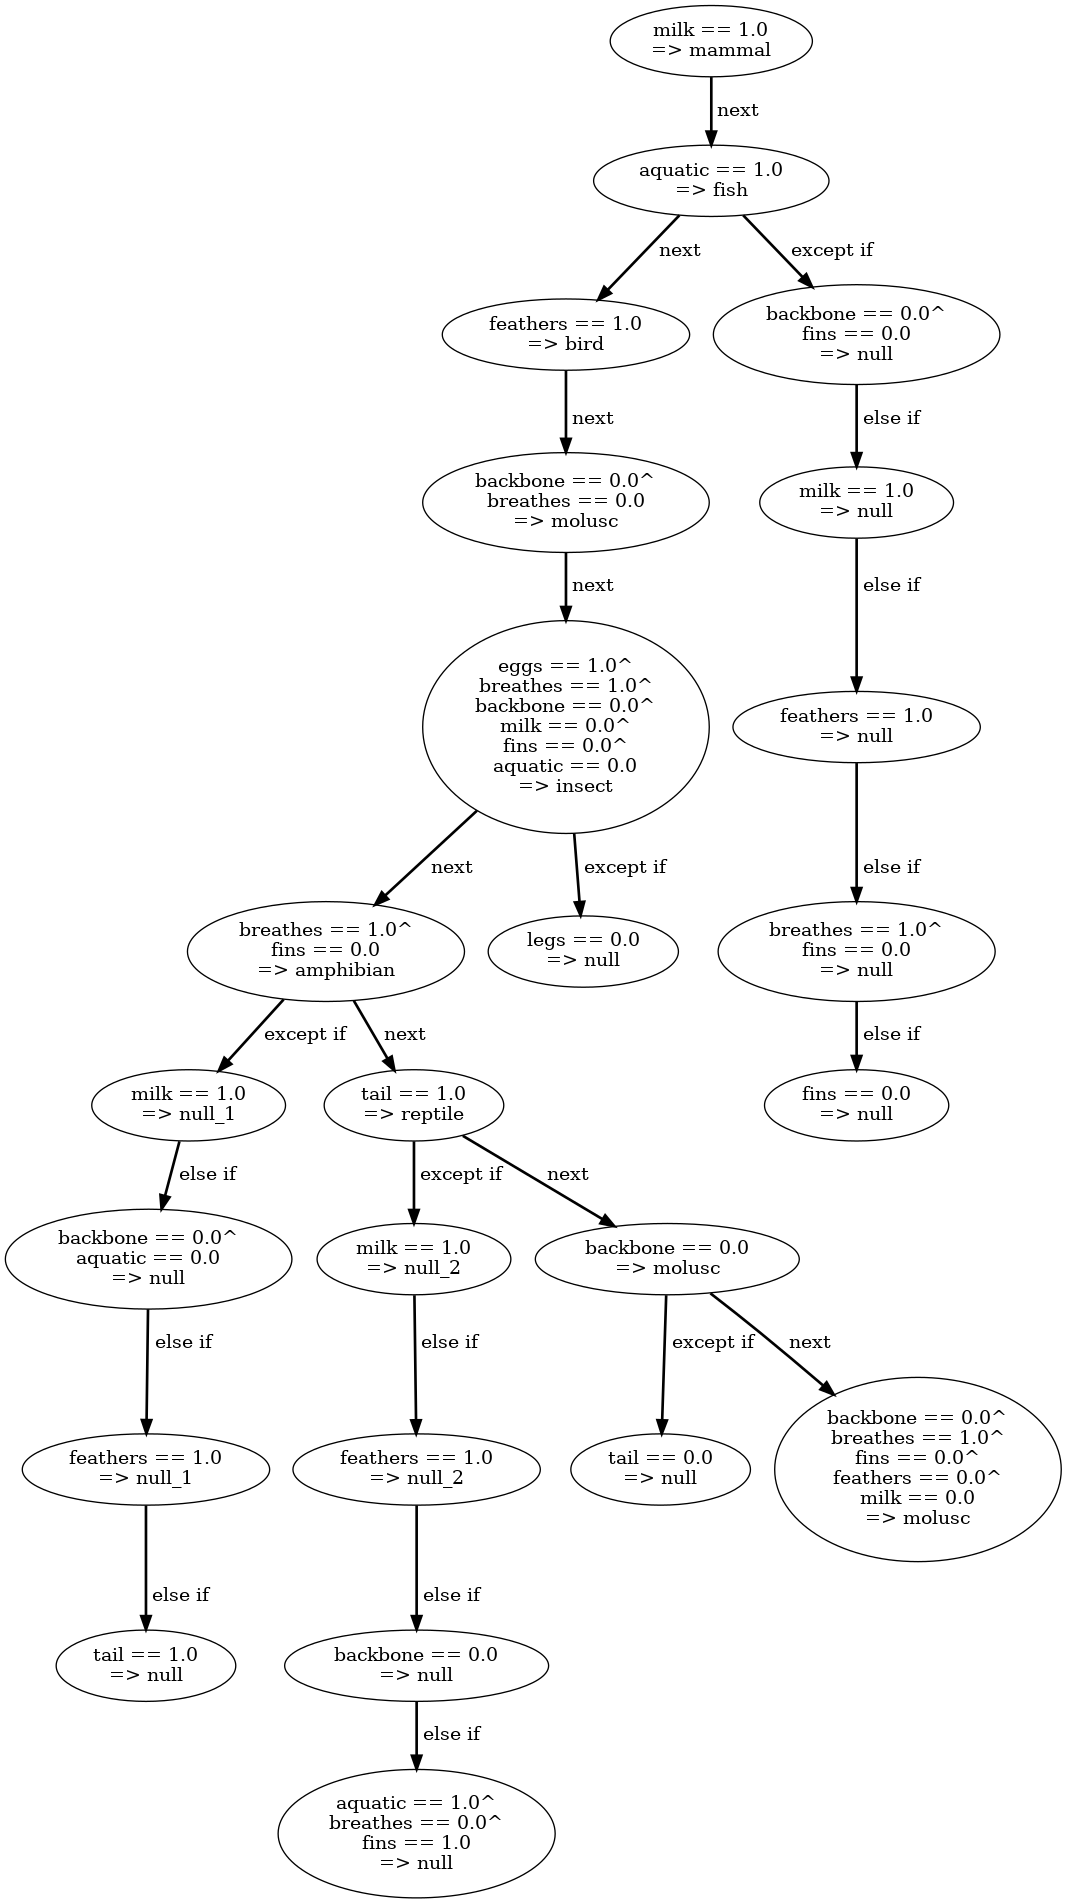 milk == 1.0
=> mammal
next
aquatic == 1.0
=> fish
next
except if
feathers == 1.0
=> bird
backbone == 0.0^
fins == 0.0
=> null
next
else if
backbone == 0.0^
breathes == 0.0
=> molusc
milk == 1.0
=> null
next
else if
eggs == 1.0^
breathes == 1.0^
backbone == 0.0^
milk == 0.0^
fins == 0.0^
aquatic == 0.0
=> insect
feathers == 1.0
=> null
next
except if
else if
breathes == 1.0^
fins == 0.0
=> amphibian
legs == 0.0
=> null
breathes == 1.0^
fins == 0.0
=> null
except if
next
else if
milk == 1.0
=> null_1
tail == 1.0
=> reptile
fins == 0.0
=> null
else if
except if
next
backbone == 0.0^
aquatic == 0.0
=> null
milk == 1.0
=> null_2
backbone == 0.0
=> molusc
else if
else if
except if
next
feathers == 1.0
=> null_1
feathers == 1.0
=> null_2
tail == 0.0
=> null
backbone == 0.0^
breathes == 1.0^
fins == 0.0^
feathers == 0.0^
milk == 0.0
=> molusc
else if
else if
tail == 1.0
=> null
backbone == 0.0
=> null
else if
aquatic == 1.0^
breathes == 0.0^
fins == 1.0
=> null